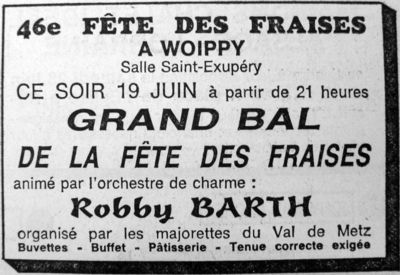 46e FÊTE DES FRAISES
A WOIPPY
Salle Saint-Exupéry
CE SOIR 19 JUIN à partir de 21 heures
GRAND BAL
DE LA FÊTE DES FRAISES
animé par l'orchestre de charme :
Robby BARTH
organisé par les majorettes du Val de Metz
Buvettes - Buffet - Pâtisserie - Tenue correcte exigée